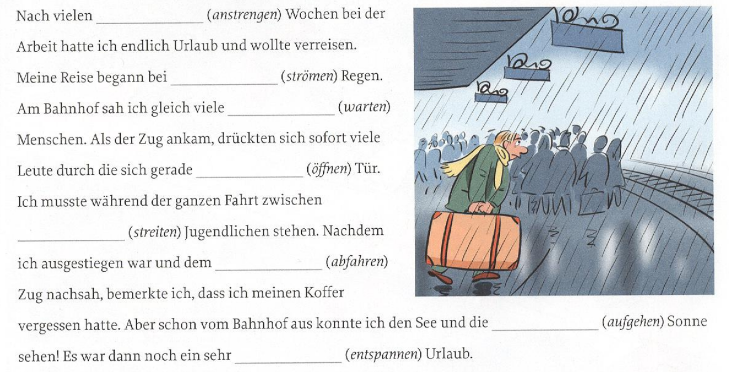 Nach vielen ______________ (anstrengen) Wochen bei der
Arbeit hatte ich endlich Urlaub und wollte verreisen.
Meine Reise begann bei ______________ (strömen) Regen.
Am Bahnhof sah ich gleich viele ______________ (warten)
Menschen. Als der Zug ankam, drückten sich sofort viele
Leute durch die sich gerade ______________ (öffnen) Tür.
Ich musste während der ganzen Fahrt zwischen
______________ (streiten) Jugendlichen stehen. Nachdem
ich ausgestiegen war und dem ______________ (abfahren)
Zug nachsah, bemerkte ich, dass ich meinen Koffer
vergessen hatte. Aber schon vom Bahnhof aus konnte ich den See und die ______________ (aufgehen) Sonne
sehen! Es war dann noch ein sehr ______________ (entspannen) Urlaub.